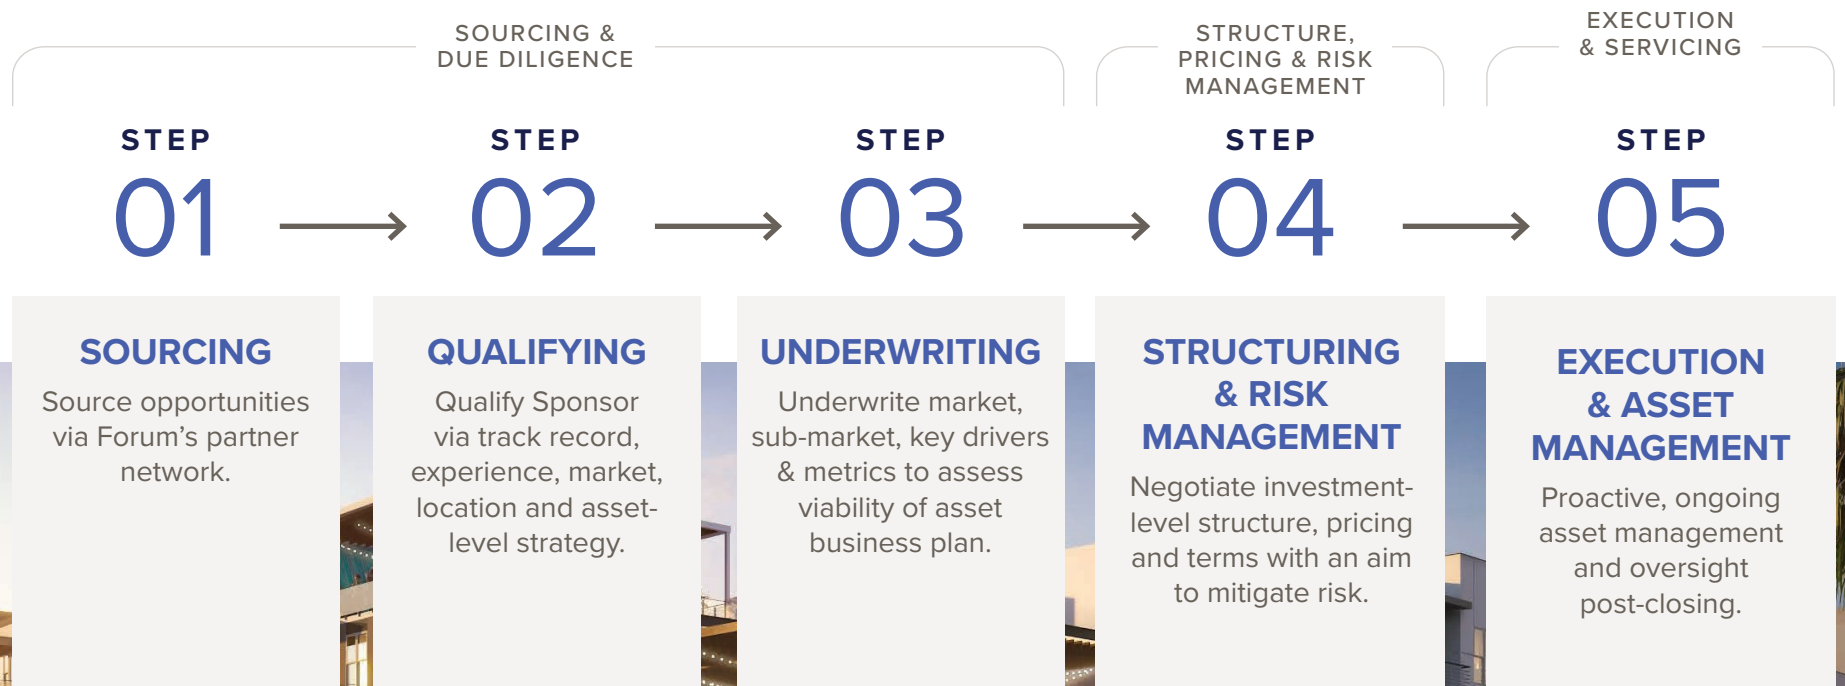 SOURCING &
DUE DILIGENCE
STRUCTURE,
PRICING & RISK
MANAGEMENT
EXECUTION
& SERVICING
STEP
01
STEP
02
STEP
03
STEP
04
STEP
05
SOURCING
Source opportunities
via Forum’s partner
network.
QUALIFYING
Qualify Sponsor
via track record,
experience, market,
location and asset-
level strategy.
UNDERWRITING
Underwrite market,
sub-market, key drivers
& metrics to assess
viability of asset
business plan.
STRUCTURING
& RISK
MANAGEMENT
Negotiate investment-
level structure, pricing
and terms with an aim
to mitigate risk.
EXECUTION
& ASSET
MANAGEMENT
Proactive, ongoing
asset management
and oversight
post-closing.